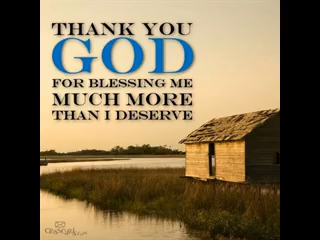 THANK YOU
GOD
FOR BLESSING ME
MUCH MORE
THAN I DESERVE